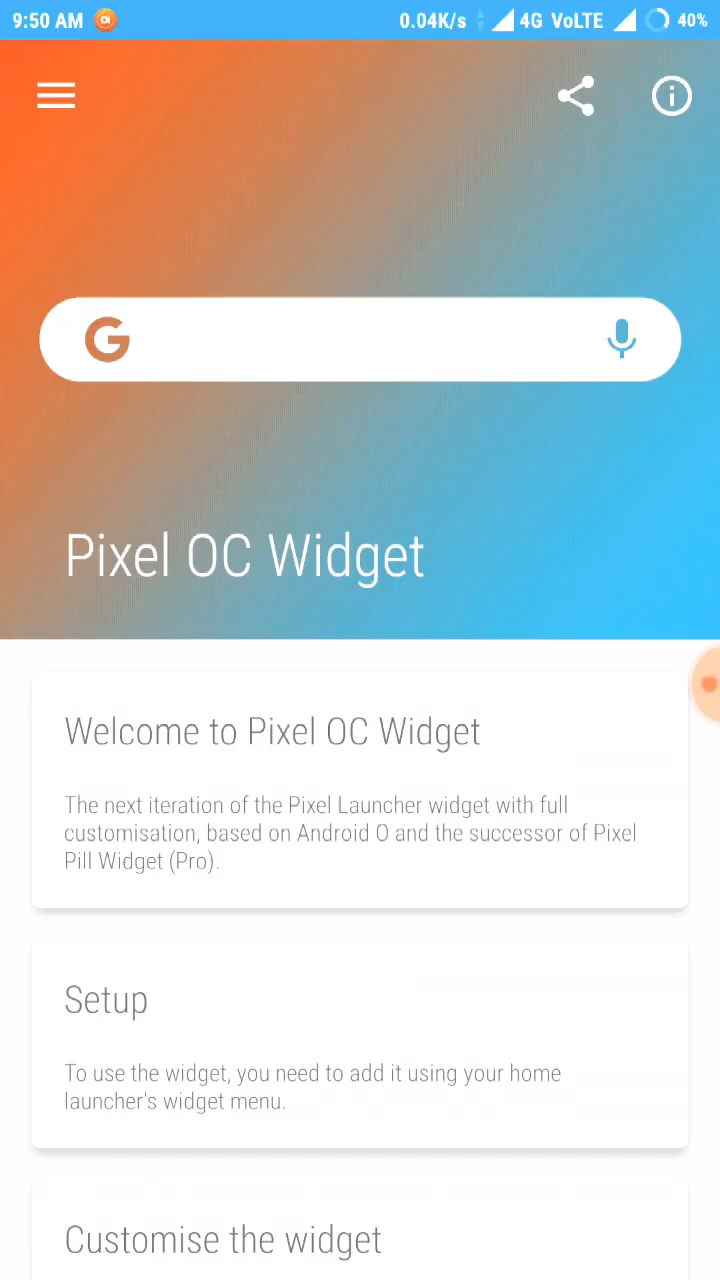 9:50 AM 0.04K/s 4G VoLTE 40%
G
Pixel OC Widget
Welcome to Pixel OC Widget
The next iteration of the Pixel Launcher widget with full
customisation, based on Android O and the successor of Pixel
Pill Widget (Pro).
Setup
To use the widget, you need to add it using your home
launcher's widget menu.
Customise the widget